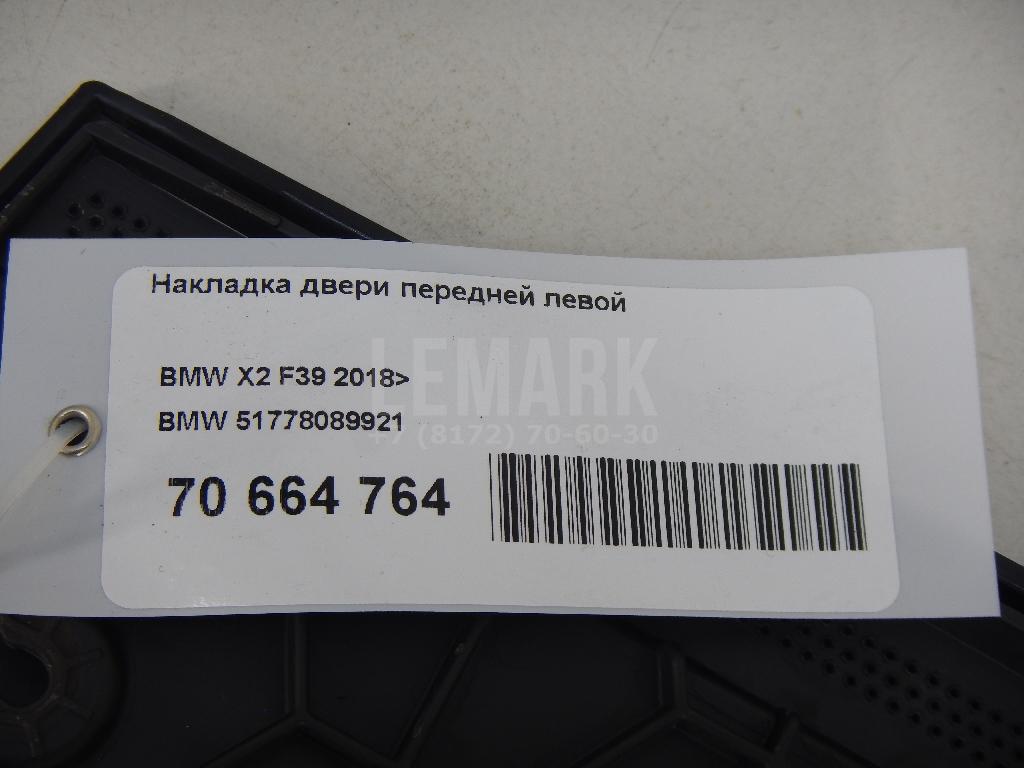 Накладка двери передней левой
LEMARK
BMW X2 F39 2018>
BMW 51778089921
+7 (8172) 70-60-30
70 664 764